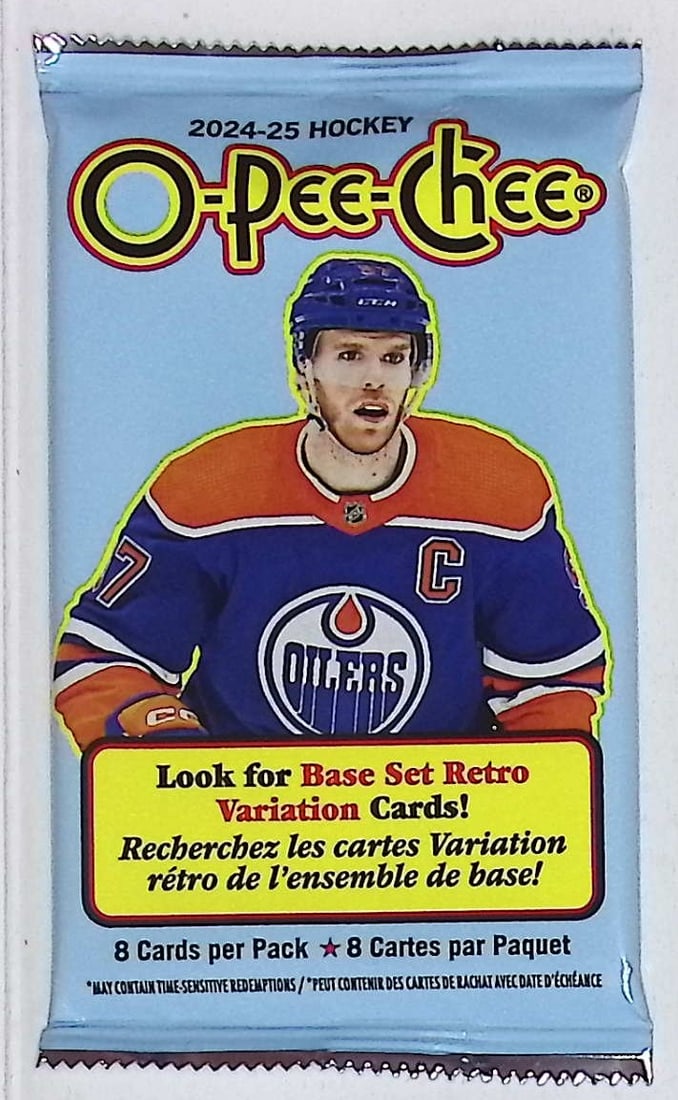 2024-25 HOCKEY
O-Pee-Chee®
CCM
7
C
OILERS
CC
Look for Base Set Retro
Variation Cards!
Recherchez les cartes Variation
rétro de l'ensemble de base!
8 Cards per Pack ★ 8 Cartes par Paquet
*MAY CONTAIN TIME-SENSITIVE REDEMPTIONS / *PEUT CONTENIR DES CARTES DE RACHAT AVEC DATE D'ÉCHÉANCE